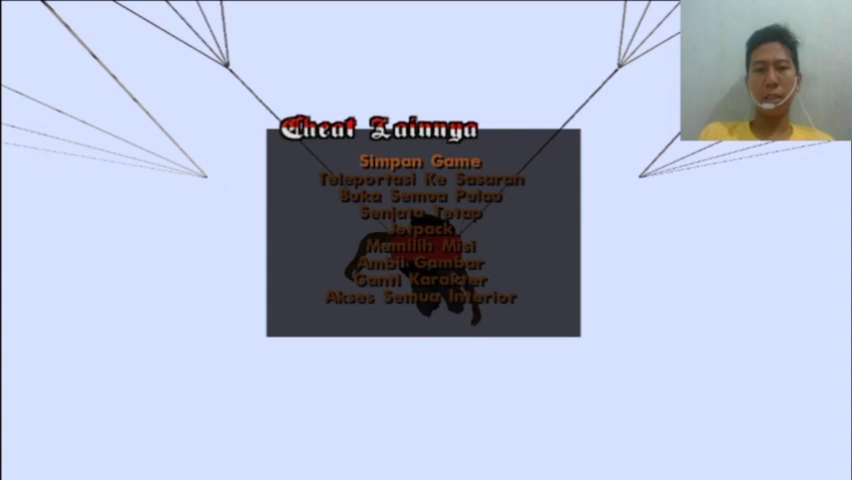 Cheat Lainnya
Simpan Game
Teleportasi Ke Sasaran
Buka Semua Pulau
Senjata Tetap
Jetpack
Memilih Misi
Ambil Gambar
Ganti Karakter
Akses Semua Interior